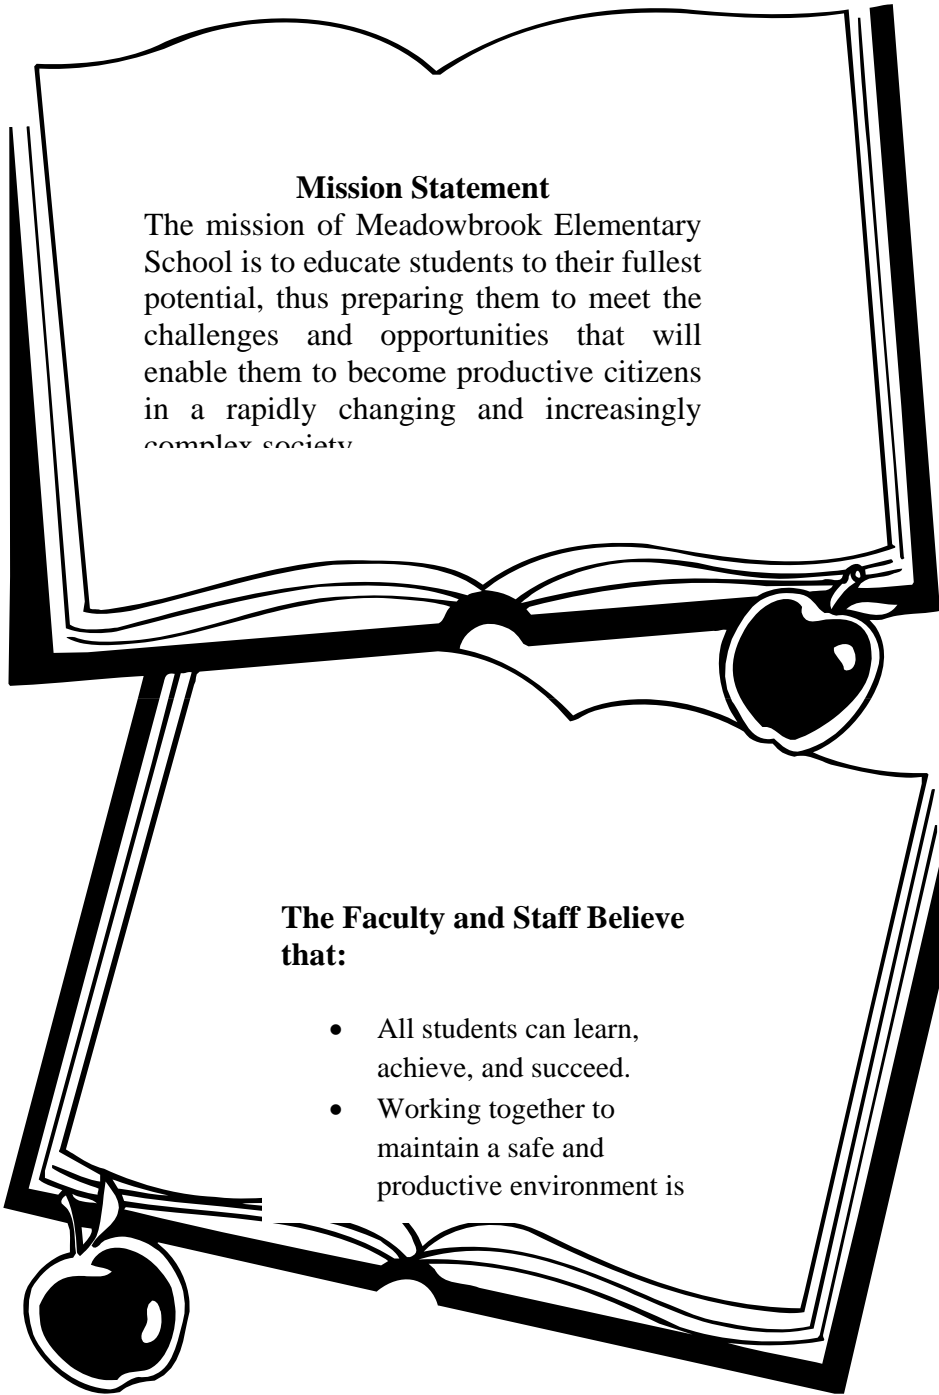 Mission Statement
The mission of Meadowbrook Elementary
School is to educate students to their fullest
potential, thus preparing them to meet the
challenges and opportunities that will
enable them to become productive citizens
in a rapidly changing and increasingly
complex society
The Faculty and Staff Believe
that:
• All students can learn,
achieve, and succeed.
• Working together to
maintain a safe and
productive environment is